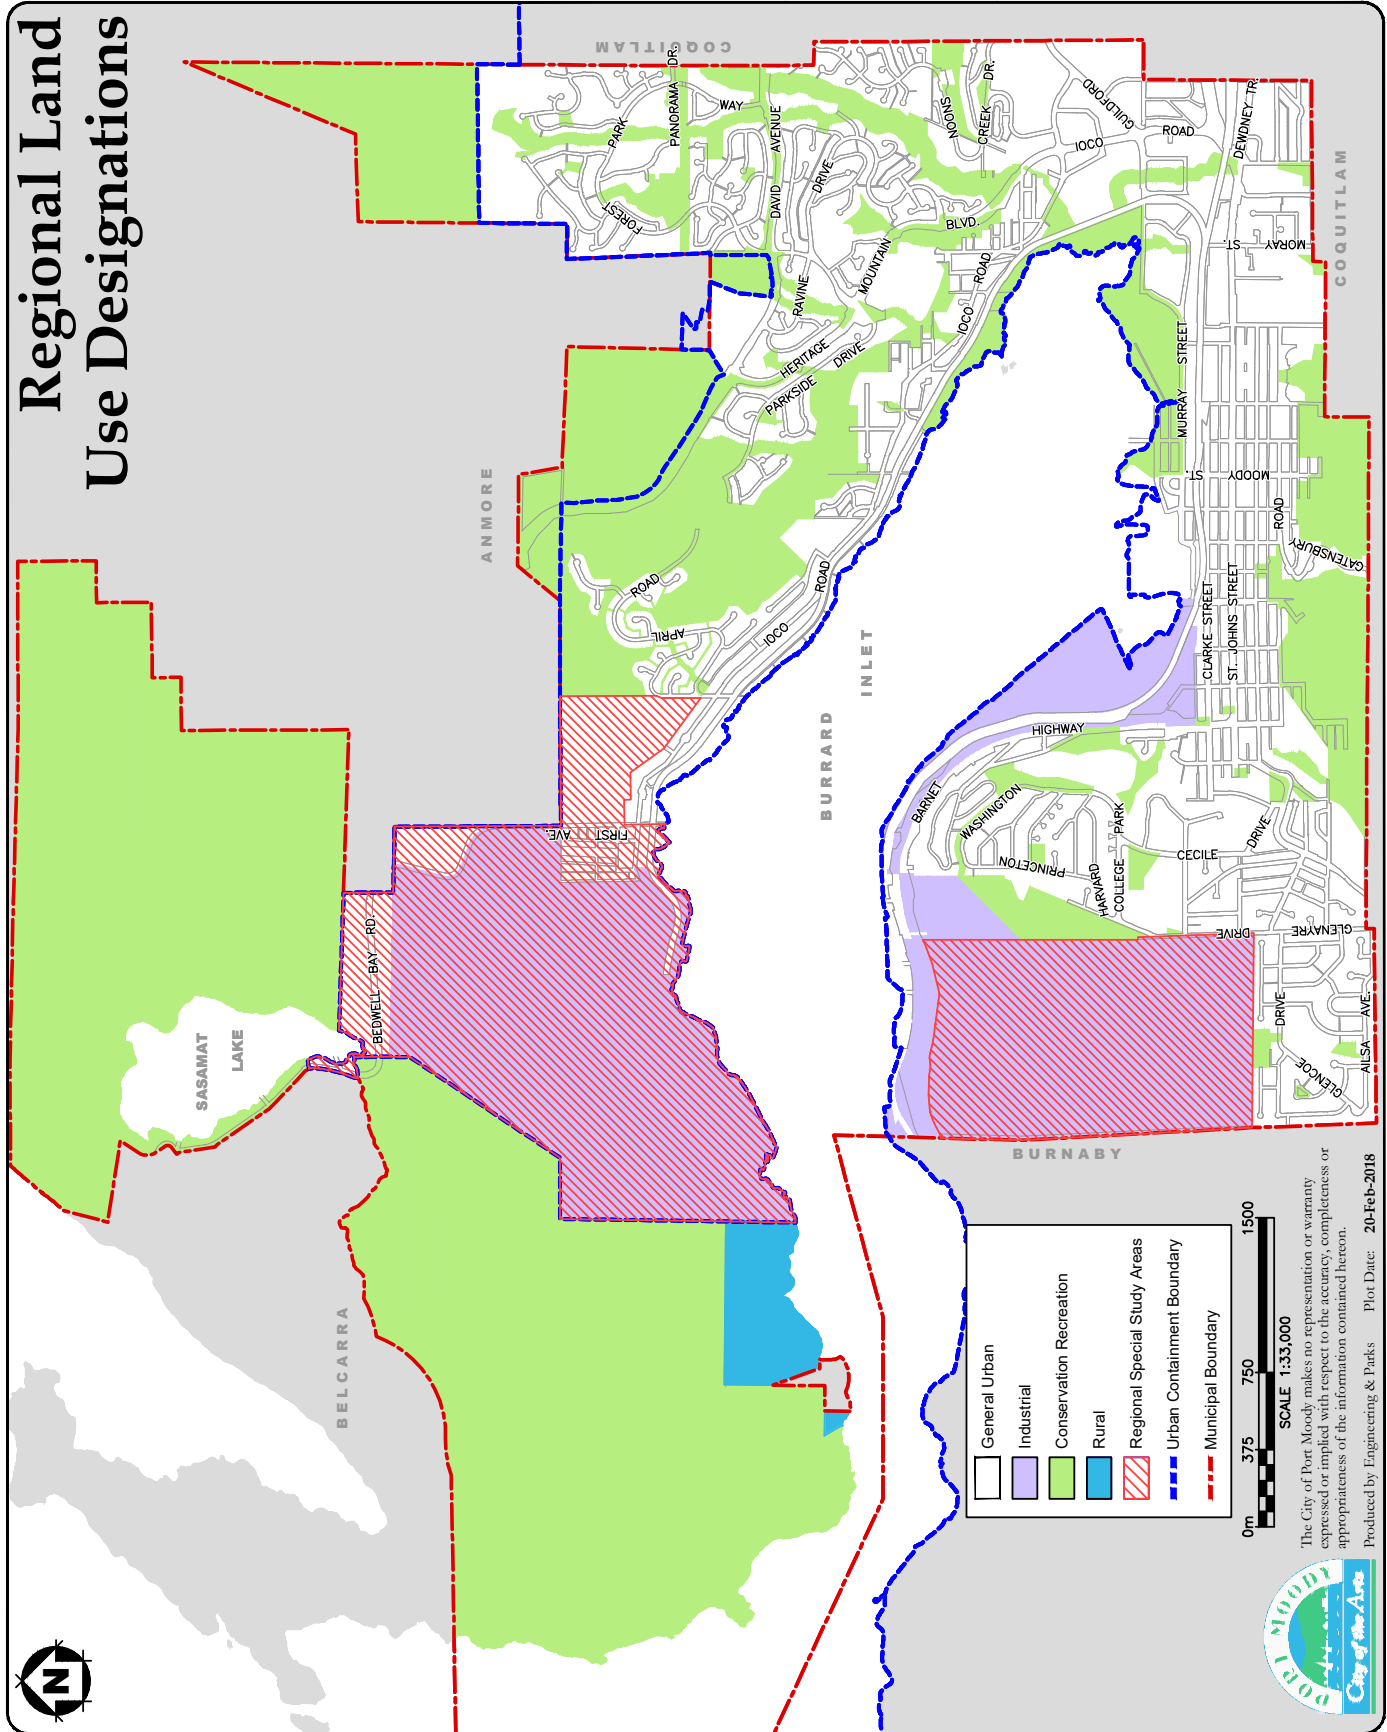 Regional Land
Use Designations
COQUITLAM
PANORAMA DR.
PARK
WAY
FOREST
DAVID AVENUE
NOONS
CREEK DR.
GUILDFORD
IOCO
ROAD
DEWDNEY TR.
COQUITLAM
RAVINE
DRIVE
MOUNTAIN
BLVD.
IOCO
ROAD
MORAY ST.
HERITAGE
PARKSIDE DRIVE
MURRAY STREET
ANMORE
MOODY ST.
ROAD
GATENSBURY
APRIL
ROAD
IOCO
ROAD
CLARKE STREET
ST. JOHNS STREET
BURRARD
INLET
FIRST AVE.
BARNET
HIGHWAY
WASHINGTON
PRINCETON
HARVARD
COLLEGE PARK
CECILE
DRIVE
GLENAYRE
DRIVE
BEDWELL BAY RD.
SASAMAT
LAKE
DRIVE
GLENCOE
AILSA AVE.
BURNABY
BELCARRA
General Urban
Industrial
Conservation Recreation
Rural
Regional Special Study Areas
Urban Containment Boundary
Municipal Boundary
0m 375 750 1500
SCALE 1:33,000
The City of Port Moody makes no representation or warranty
expressed or implied with respect to the accuracy, completeness or
appropriateness of the information contained hereon.
Produced by Engineering & Parks Plot Date: 20-Feb-2018
PORT MOODY
City of the Arts
N